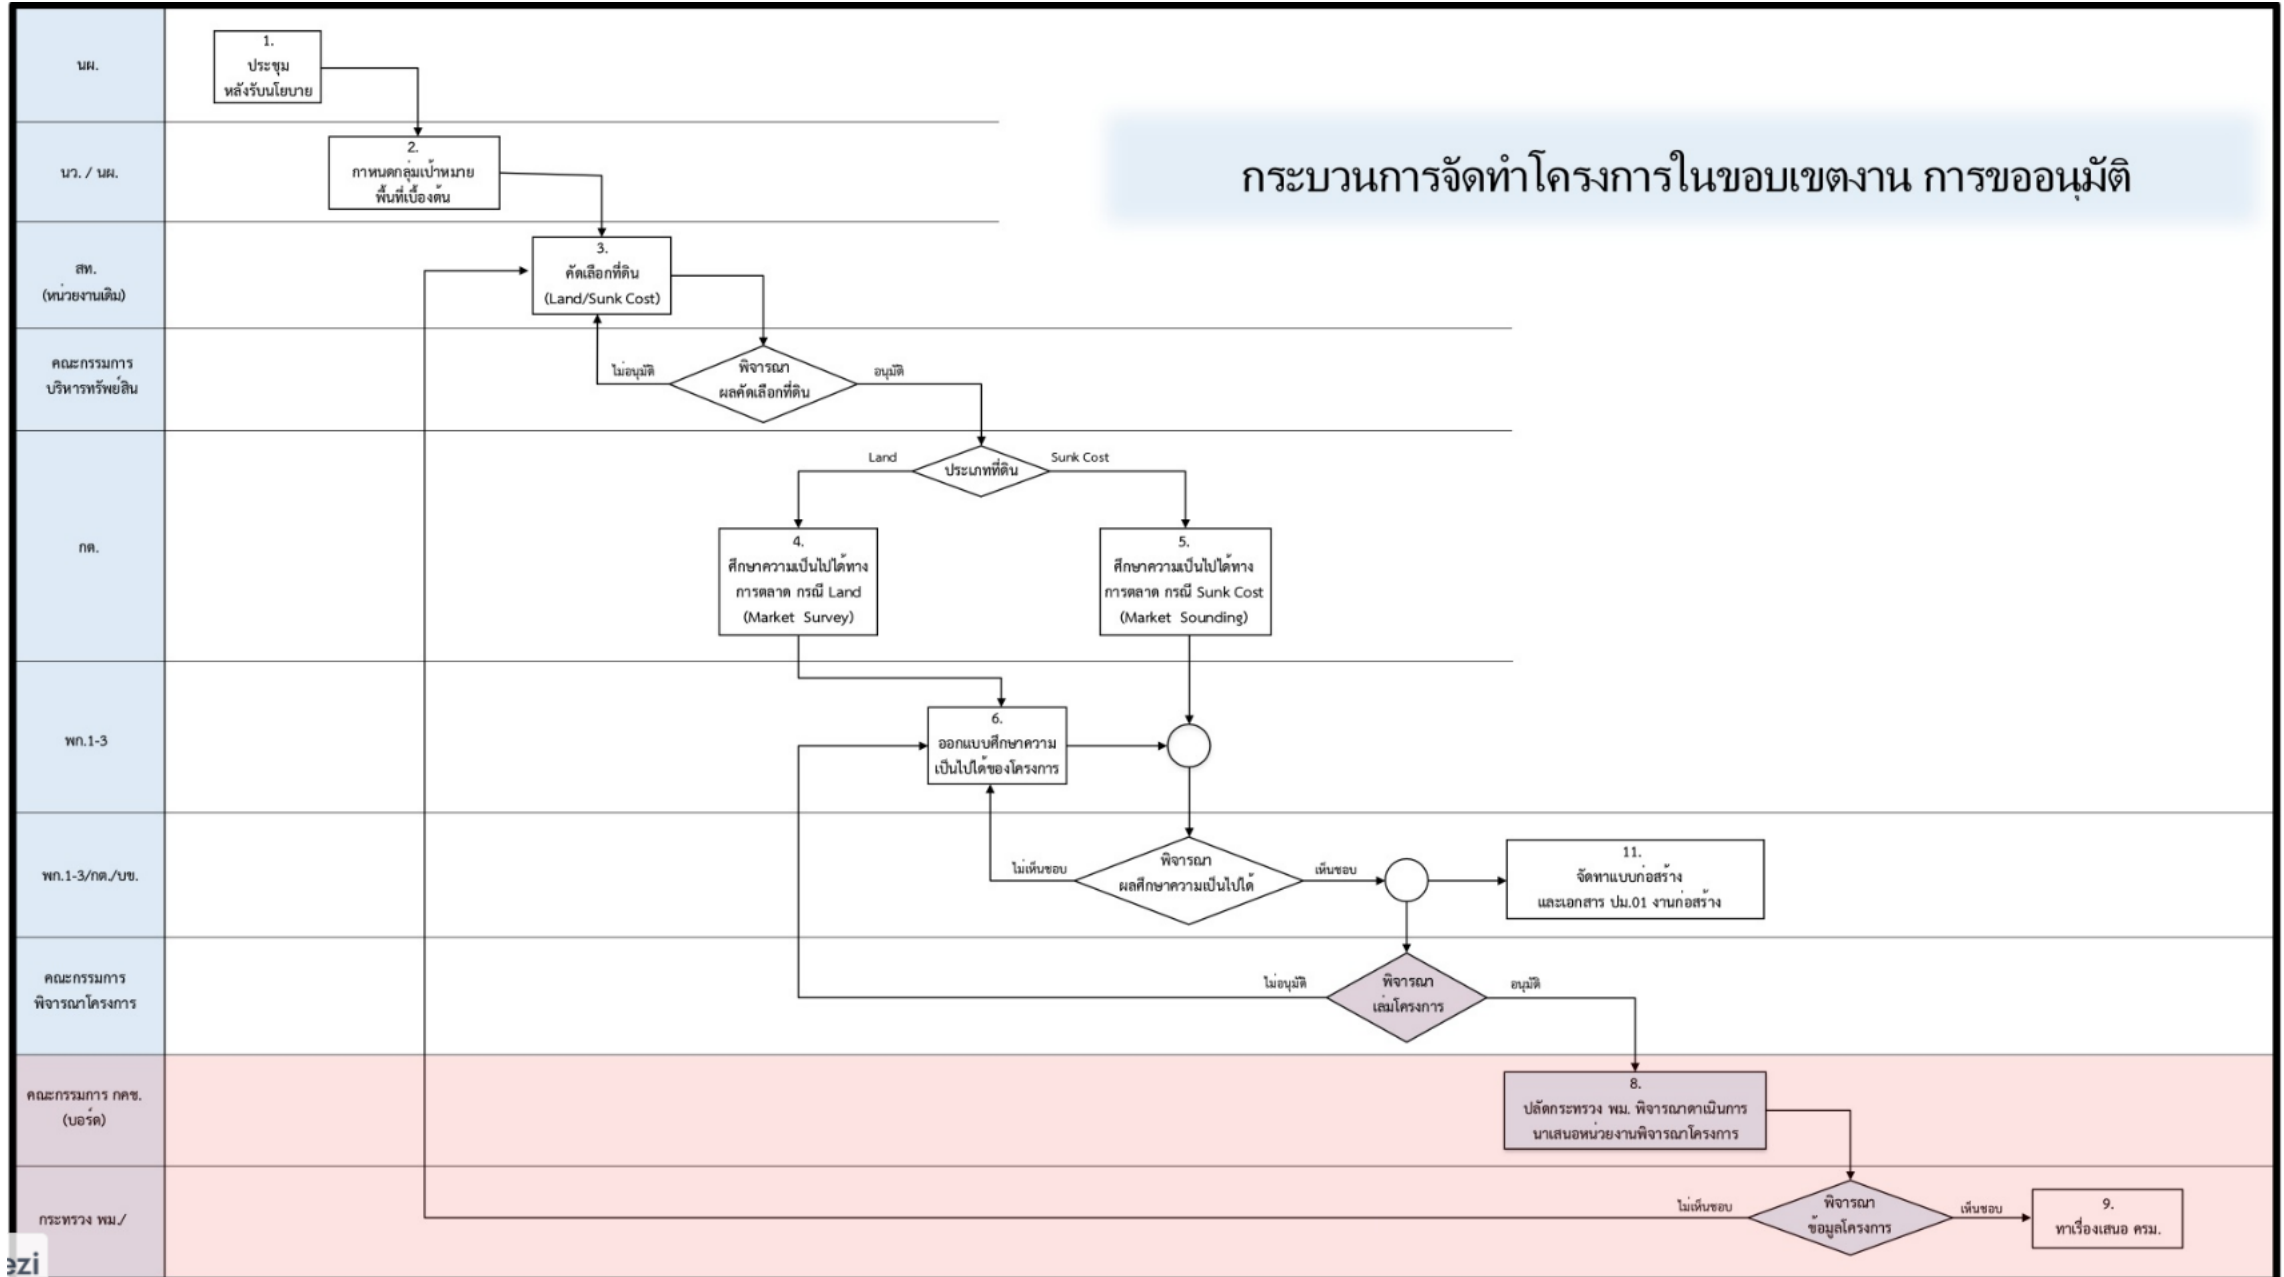 นผ.
1.
ประชุม
หลังรับนโยบาย
นว. / นผ.
2.
กาหนดกลุ่มเป้าหมาย
พื้นที่เบื้องต้น
กระบวนการจัดทำโครงการในขอบเขตงาน การขออนุมัติ
สท.
(หน่วยงานเดิม)
3.
คัดเลือกที่ดิน
(Land/Sunk Cost)
คณะกรรมการ
บริหารทรัพย์สิน
ไม่อนุมัติ
พิจารณา
ผลคัดเลือกที่ดิน
อนุมัติ
กต.
Land
ประเภทที่ดิน
Sunk Cost
4.
ศึกษาความเป็นไปได้ทาง
การตลาด กรณี Land
(Market Survey)
5.
ศึกษาความเป็นไปได้ทาง
การตลาด กรณี Sunk Cost
(Market Sounding)
พก.1-3
6.
ออกแบบศึกษาความ
เป็นไปได้ของโครงการ
พก.1-3/กต./บข.
ไม่เห็นชอบ
พิจารณา
ผลศึกษาความเป็นไปได้
เห็นชอบ
11.
จัดทาแบบก่อสร้าง
และเอกสาร ปม.01 งานก่อสร้าง
คณะกรรมการ
พิจารณาโครงการ
ไม่อนุมัติ
พิจารณา
เล่มโครงการ
อนุมัติ
คณะกรรมการ กคช.
(บอร์ด)
8.
ปลัดกระทรวง พม. พิจารณาดาเนินการ
นาเสนอหน่วยงานพิจารณาโครงการ
กระทรวง พม./
ไม่เห็นชอบ
พิจารณา
ข้อมูลโครงการ
เห็นชอบ
9.
ทาเรื่องเสนอ ครม.
ezi